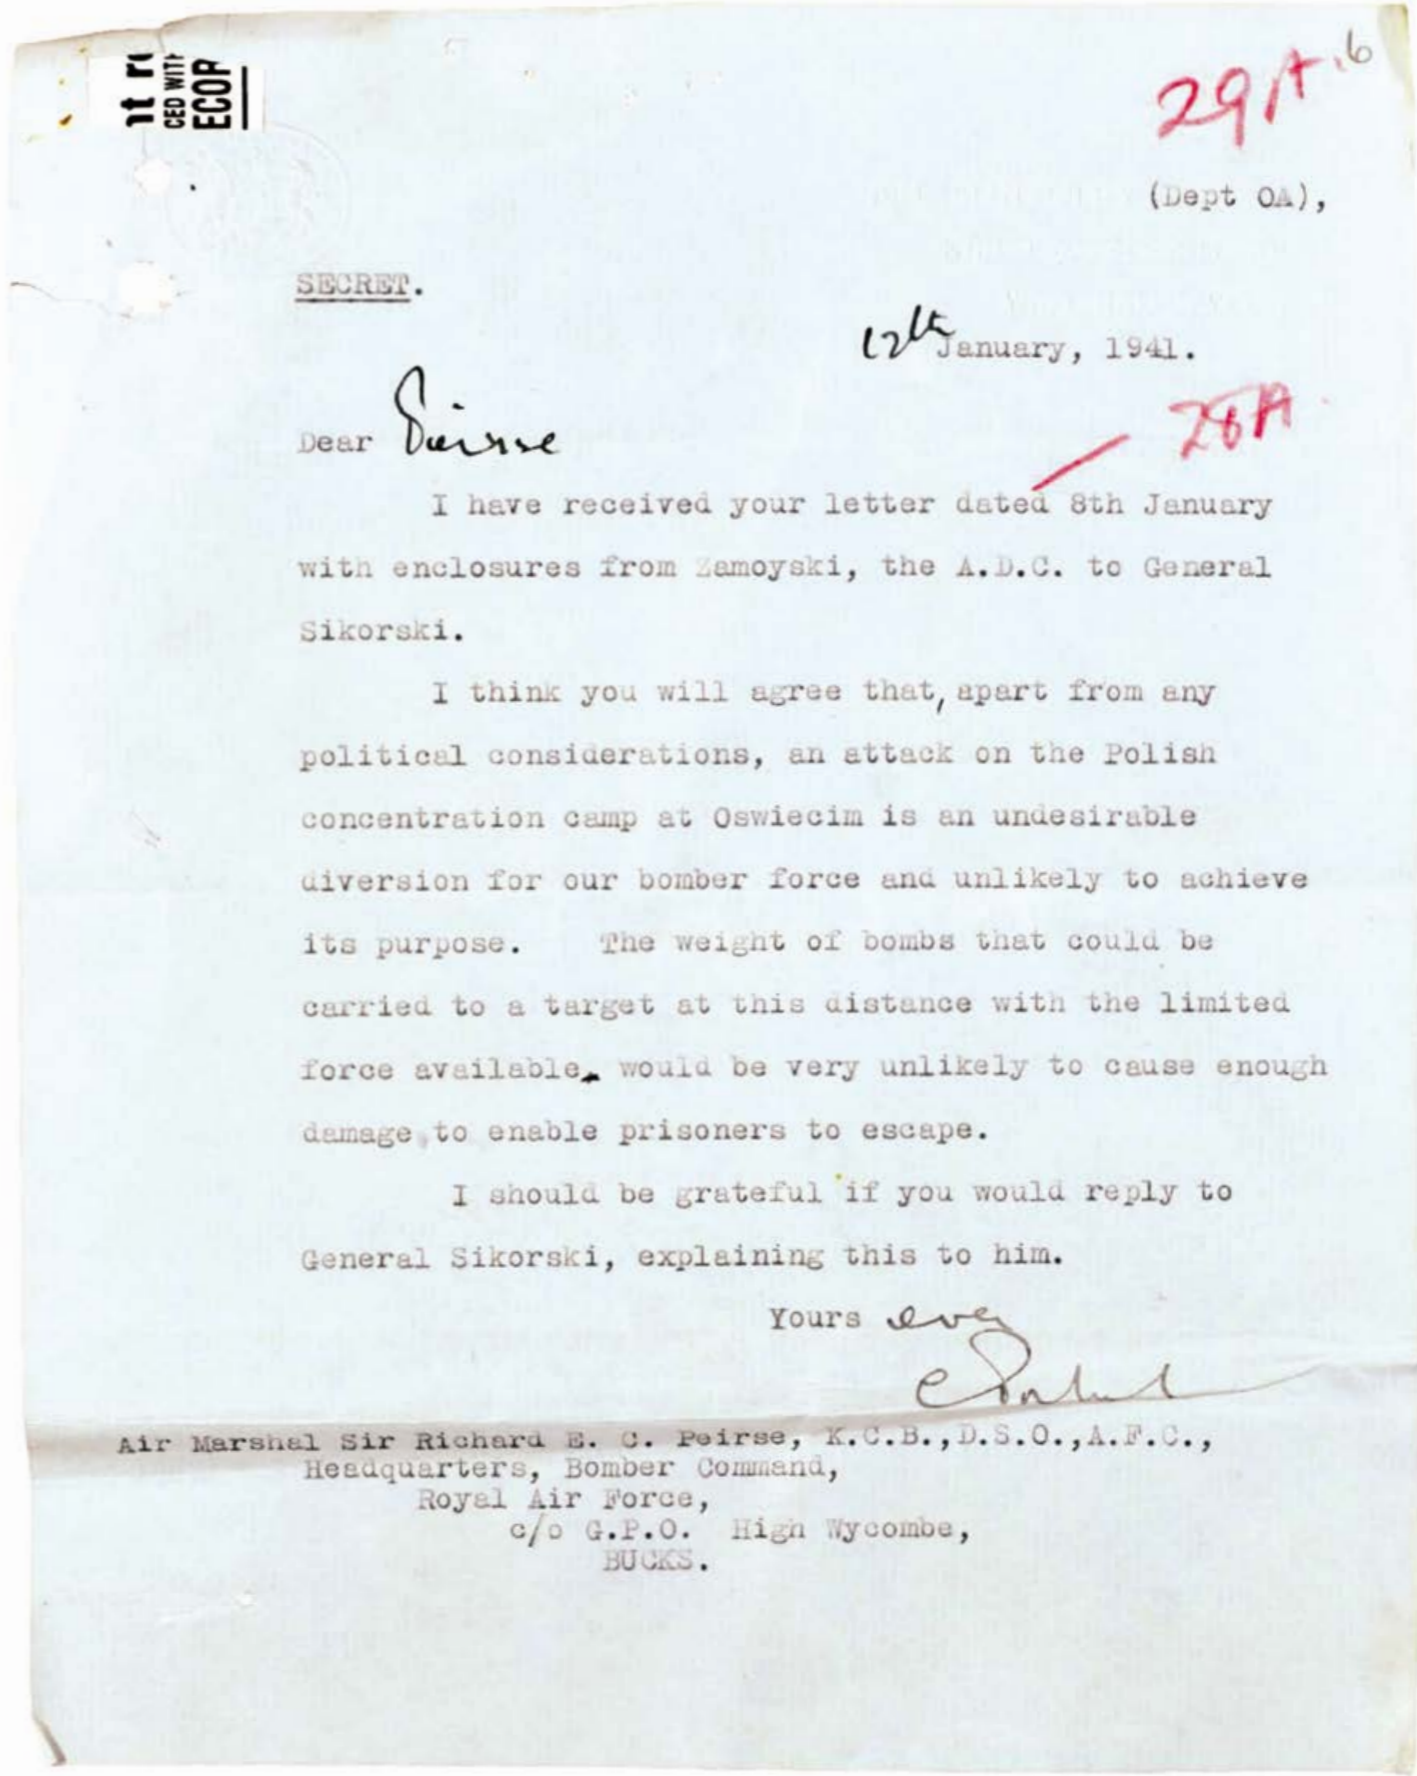 29A.
6
(Dept OA),
SECRET.
12th January, 1941.
28A.
Dear Peirse
I have received your letter dated 8th January
with enclosures from Zamoyski, the A.D.C. to General
Sikorski.
I think you will agree that, apart from any
political considerations, an attack on the Polish
concentration camp at Oswiecim is an undesirable
diversion for our bomber force and unlikely to achieve
its purpose. The weight of bombs that could be
carried to a target at this distance with the limited
force available, would be very unlikely to cause enough
damage to enable prisoners to escape.
I should be grateful if you would reply to
General Sikorski, explaining this to him.
Yours ever
C Portal
Air Marshal Sir Richard E. C. Peirse, K.C.B.,D.S.O.,A.F.C.,
Headquarters, Bomber Command,
Royal Air Force,
c/o G.P.O. High Wycombe,
BUCKS.